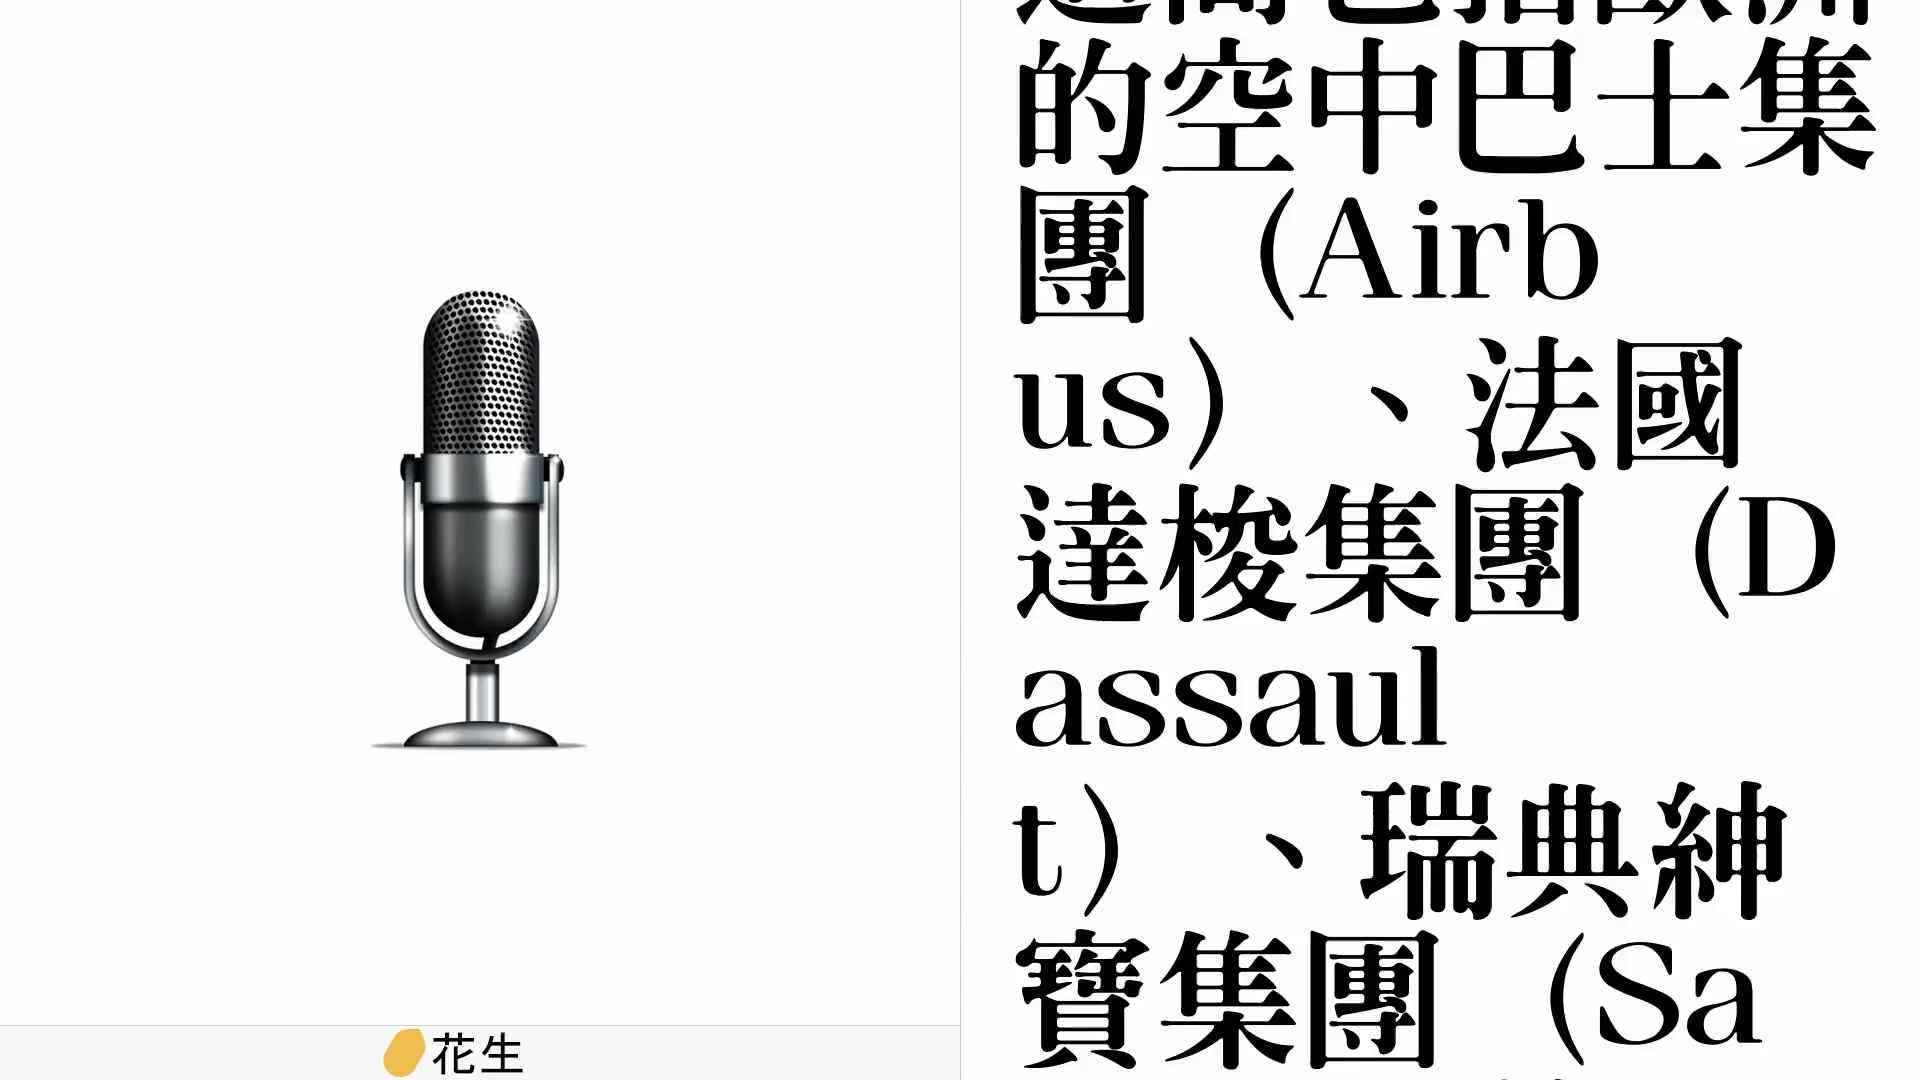 的空中巴士集
團（Airb
us）、法國
達梭集團（D
assaul
t）、瑞典紳
寶集團（Sa
花生